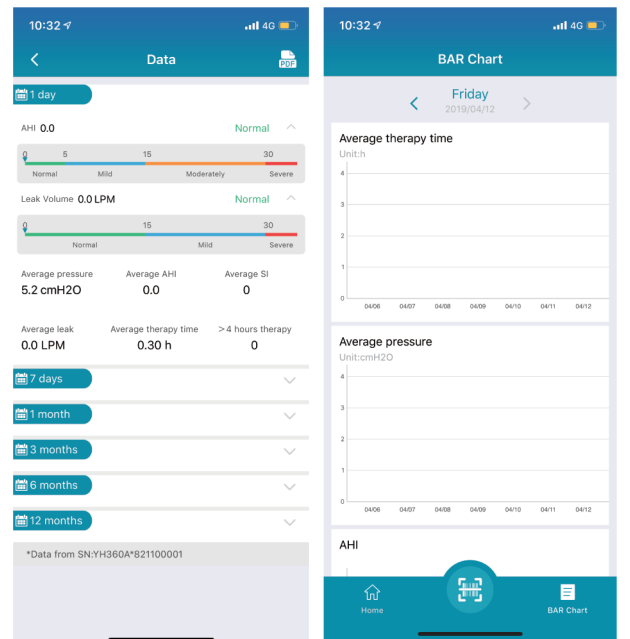 10:32
4G
Data
PDF
1 day
AHI 0.0 Normal
0 5 15 30
Normal Mild Moderately Severe
Leak Volume 0.0 LPM Normal
0 15 30
Normal Mild Severe
Average pressure Average AHI Average SI
5.2 cmH2O 0.0 0
Average leak Average therapy time >4 hours therapy
0.0 LPM 0.30 h 0
7 days
1 month
3 months
6 months
12 months
*Data from SN:YH360A*821100001
10:32
4G
BAR Chart
Friday
2019/04/12
Average therapy time
Unit:h
4
3
2
1
0
04/06 04/07 04/08 04/09 04/10 04/11 04/12
Average pressure
Unit:cmH2O
4
3
2
1
0
04/06 04/07 04/08 04/09 04/10 04/11 04/12
AHI
Home
BAR Chart